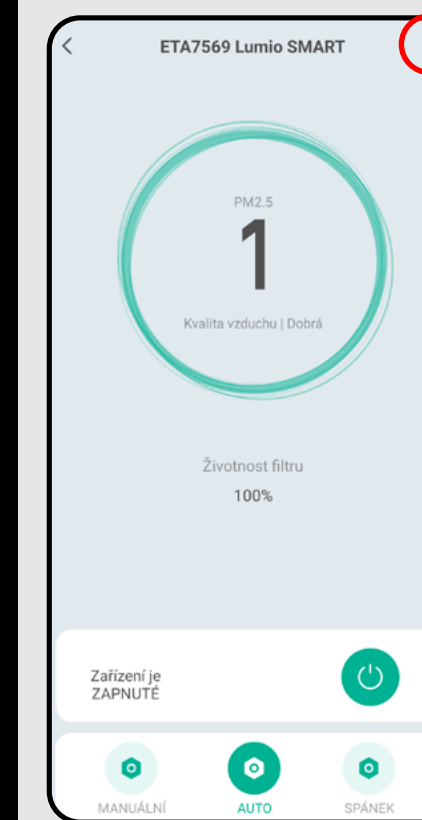 ETA7569 Lumio SMART
PM2.5
1
Kvalita vzduchu | Dobrá
Životnost filtru
100%
Zařízení je
ZAPNUTÉ
MANUÁLNÍ
AUTO
SPÁNEK